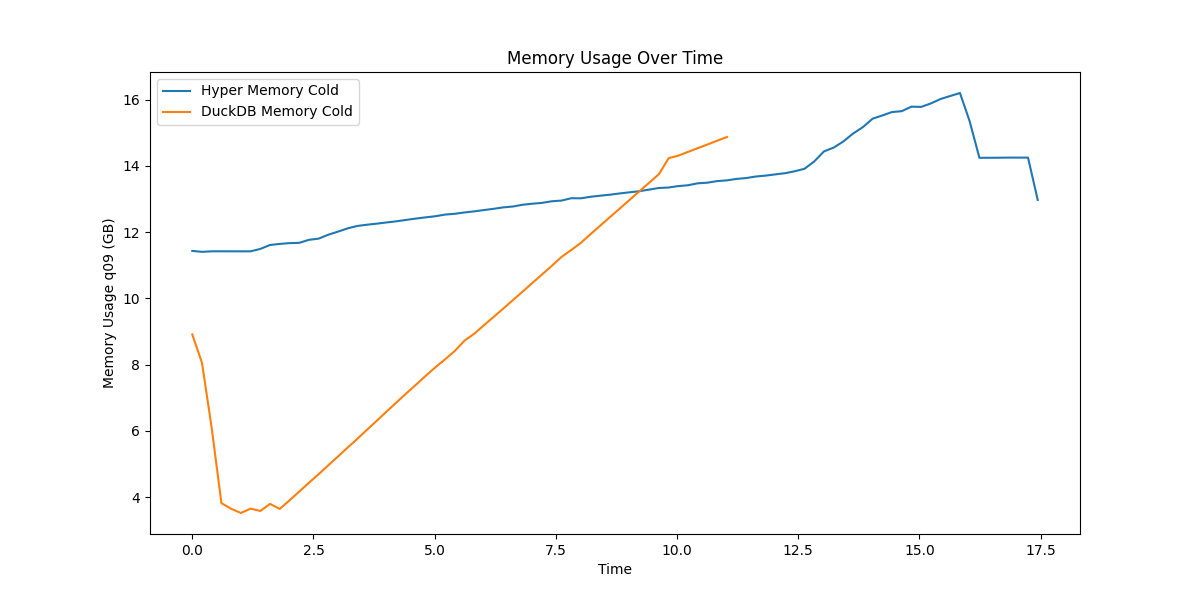 Memory Usage Over Time
Hyper Memory Cold
DuckDB Memory Cold
Memory Usage q09 (GB)
16
14
12
10
8
6
4
0.0 2.5 5.0 7.5 10.0 12.5 15.0 17.5
Time